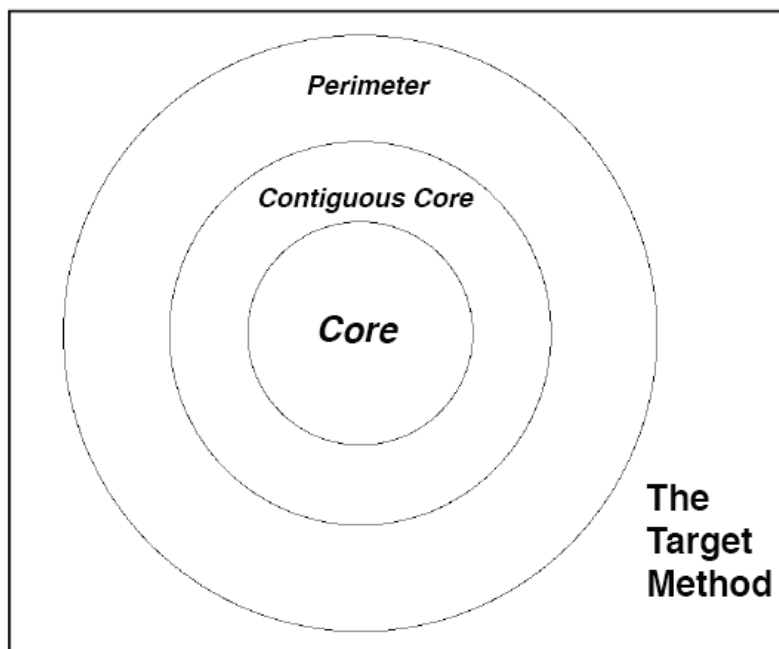 Perimeter
Contiguous Core
Core
The
Target
Method